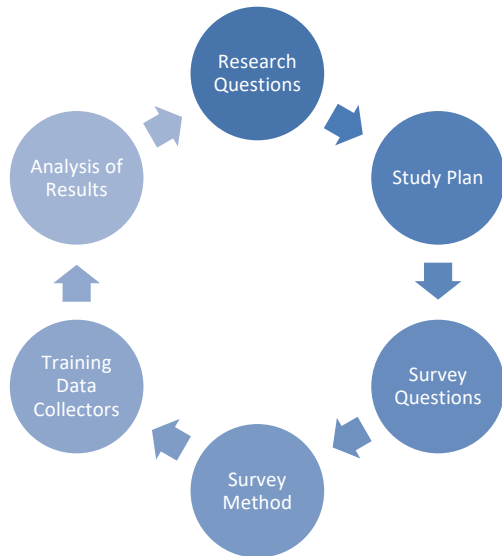 Research
Questions
Study Plan
Survey
Questions
Survey
Method
Training
Data
Collectors
Analysis of
Results